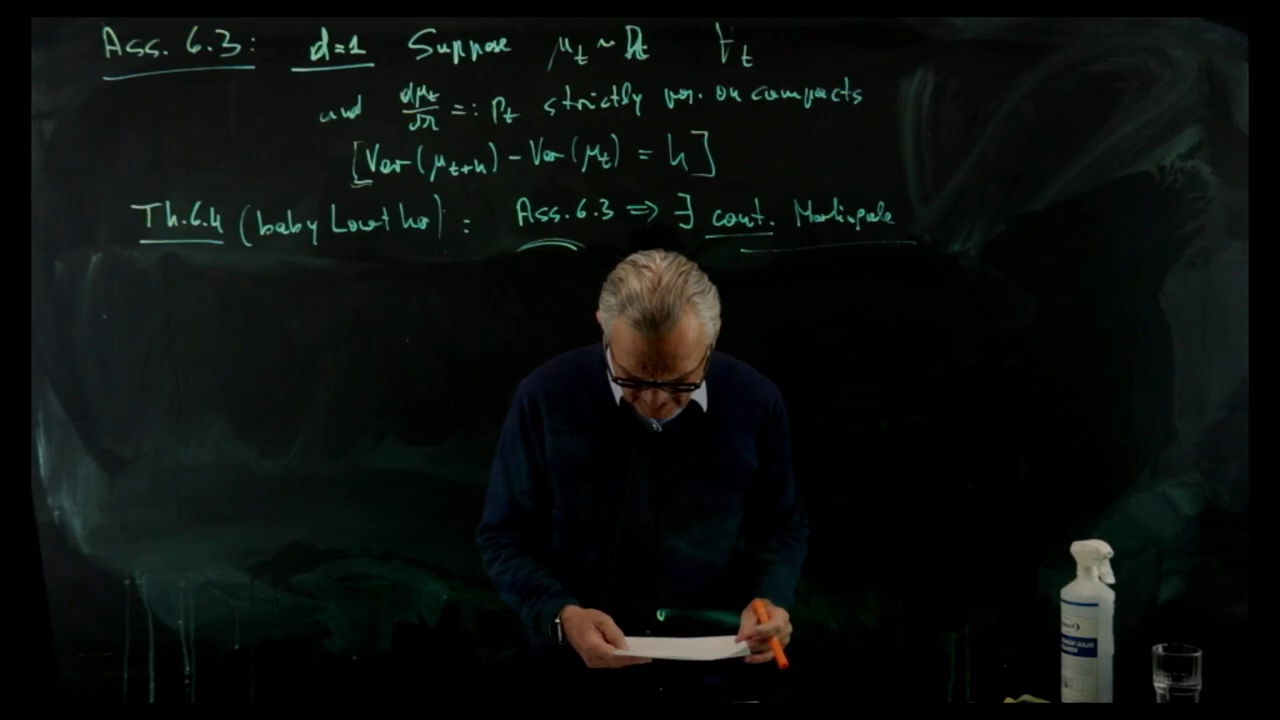 Ass. 6.3: d=1 Suppose μ_t ~ ∀_t
and dμ_t/dλ =: p_t strictly pos. on compacts
[Var(μ_{t+h}) - Var(μ_t) = h]
Th. 6.4 (baby Lowther): Ass. 6.3 => ∃ cont. Martingale